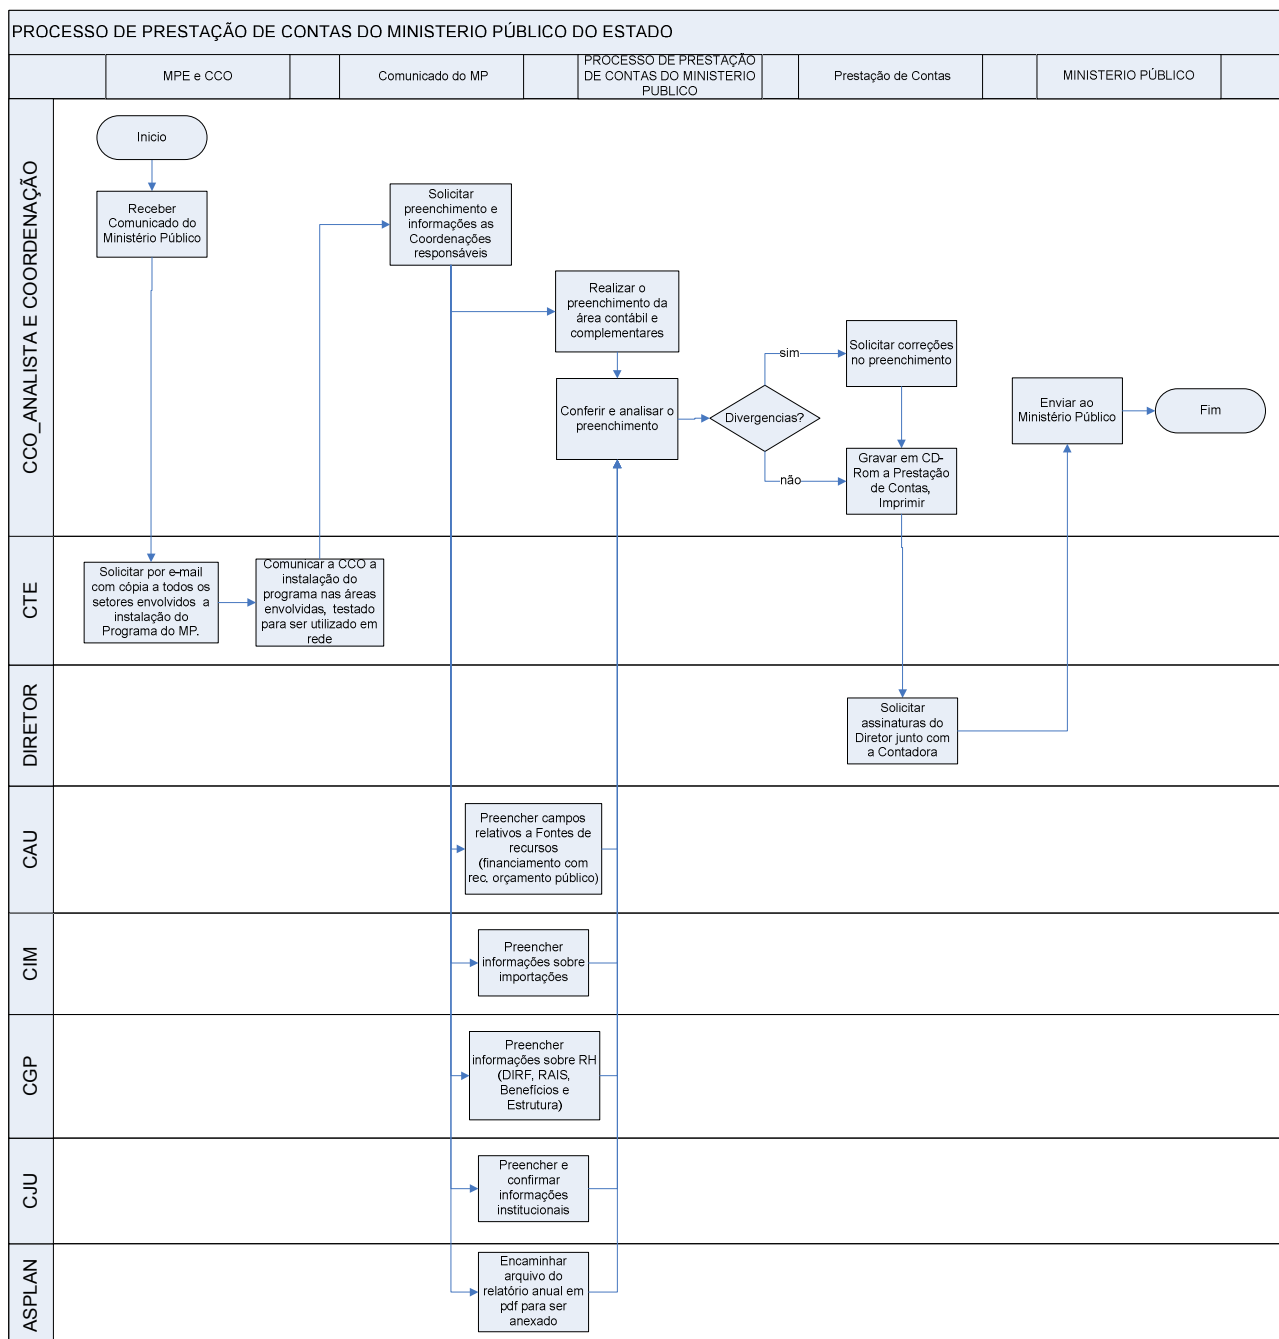 PROCESSO DE PRESTAÇÃO DE CONTAS DO MINISTERIO PÚBLICO DO ESTADO
MPE e CCO
Comunicado do MP
PROCESSO DE PRESTAÇÃO
DE CONTAS DO MINISTERIO
PUBLICO
Prestação de Contas
MINISTERIO PÚBLICO
CCO_ANALISTA E COORDENAÇÃO
Inicio
Receber
Comunicado do
Ministério Público
Solicitar
preenchimento e
informações as
Coordenações
responsáveis
Realizar o
preenchimento da
área contábil e
complementares
Conferir e analisar o
preenchimento
Divergencias?
sim
não
Solicitar correções
no preenchimento
Gravar em CD-
Rom a Prestação
de Contas,
Imprimir
Enviar ao
Ministério Público
Fim
CTE
Solicitar por e-mail
com cópia a todos os
setores envolvidos a
instalação do
Programa do MP.
Comunicar a CCO a
instalação do
programa nas áreas
envolvidas, testado
para ser utilizado em
rede
DIRETOR
Solicitar
assinaturas do
Diretor junto com
a Contadora
CAU
Preencher campos
relativos a Fontes de
recursos
(financiamento com
rec. orçamento público)
CIM
Preencher
informações sobre
importações
CGP
Preencher
informações sobre RH
(DIRF, RAIS,
Benefícios e
Estrutura)
CJU
Preencher e
confirmar
informações
institucionais
ASPLAN
Encaminhar
arquivo do
relatório anual em
pdf para ser
anexado